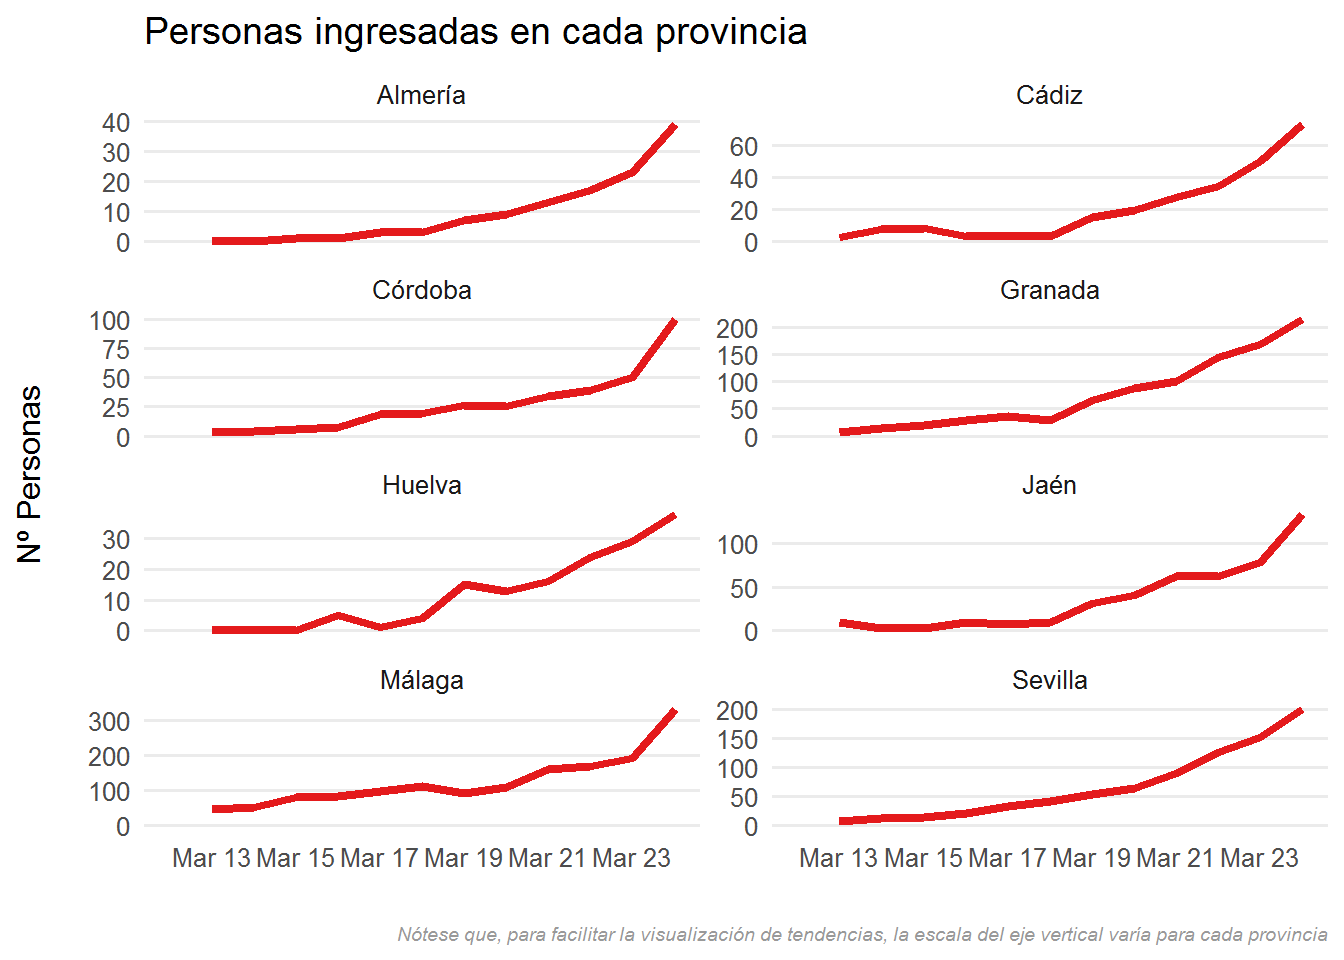 Personas ingresadas en cada provincia
Nº Personas
Almería
40
30
20
10
0
Cádiz
60
40
20
0
Córdoba
100
75
50
25
0
Granada
200
150
100
50
0
Huelva
30
20
10
0
Jaén
100
50
0
Málaga
300
200
100
0
Sevilla
200
150
100
50
0
Mar 13 Mar 15 Mar 17 Mar 19 Mar 21 Mar 23
Mar 13 Mar 15 Mar 17 Mar 19 Mar 21 Mar 23
Nótese que, para facilitar la visualización de tendencias, la escala del eje vertical varía para cada provincia